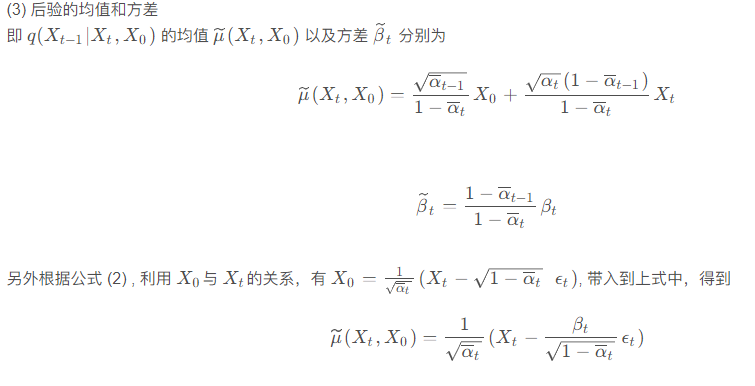 (3) 后验的均值和方差
即 $q(X_{t-1}|X_t, X_0)$ 的均值 $\widetilde{\mu}(X_t, X_0)$ 以及方差 $\widetilde{\beta}_t$ 分别为
$\widetilde{\mu}(X_t, X_0) = \frac{\sqrt{\overline{\alpha}_{t-1}}}{1-\overline{\alpha}_t} X_0 + \frac{\sqrt{\alpha_t}(1-\overline{\alpha}_{t-1})}{1-\overline{\alpha}_t} X_t$
$\widetilde{\beta}_t = \frac{1-\overline{\alpha}_{t-1}}{1-\overline{\alpha}_t} \beta_t$
另外根据公式 (2) , 利用 $X_0$ 与 $X_t$ 的关系，有 $X_0 = \frac{1}{\sqrt{\overline{\alpha}_t}}(X_t - \sqrt{1-\overline{\alpha}_t}\ \epsilon_t)$, 带入到上式中，得到
$\widetilde{\mu}(X_t, X_0) = \frac{1}{\sqrt{\overline{\alpha}_t}}(X_t - \frac{\beta_t}{\sqrt{1-\overline{\alpha}_t}} \epsilon_t)$